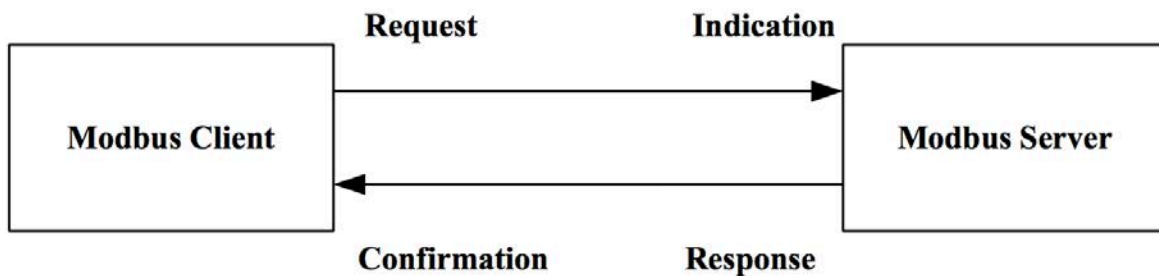 Request Indication
Modbus Client Modbus Server
Confirmation Response